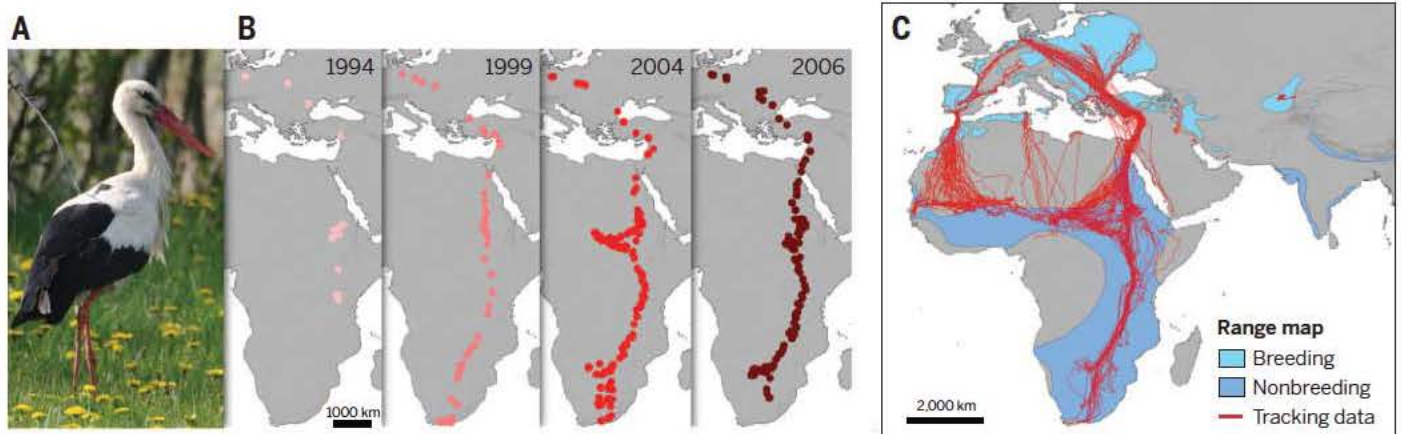 A
B
1994
1999
2004
2006
1000 km
C
Range map
Breeding
Nonbreeding
Tracking data
2,000 km